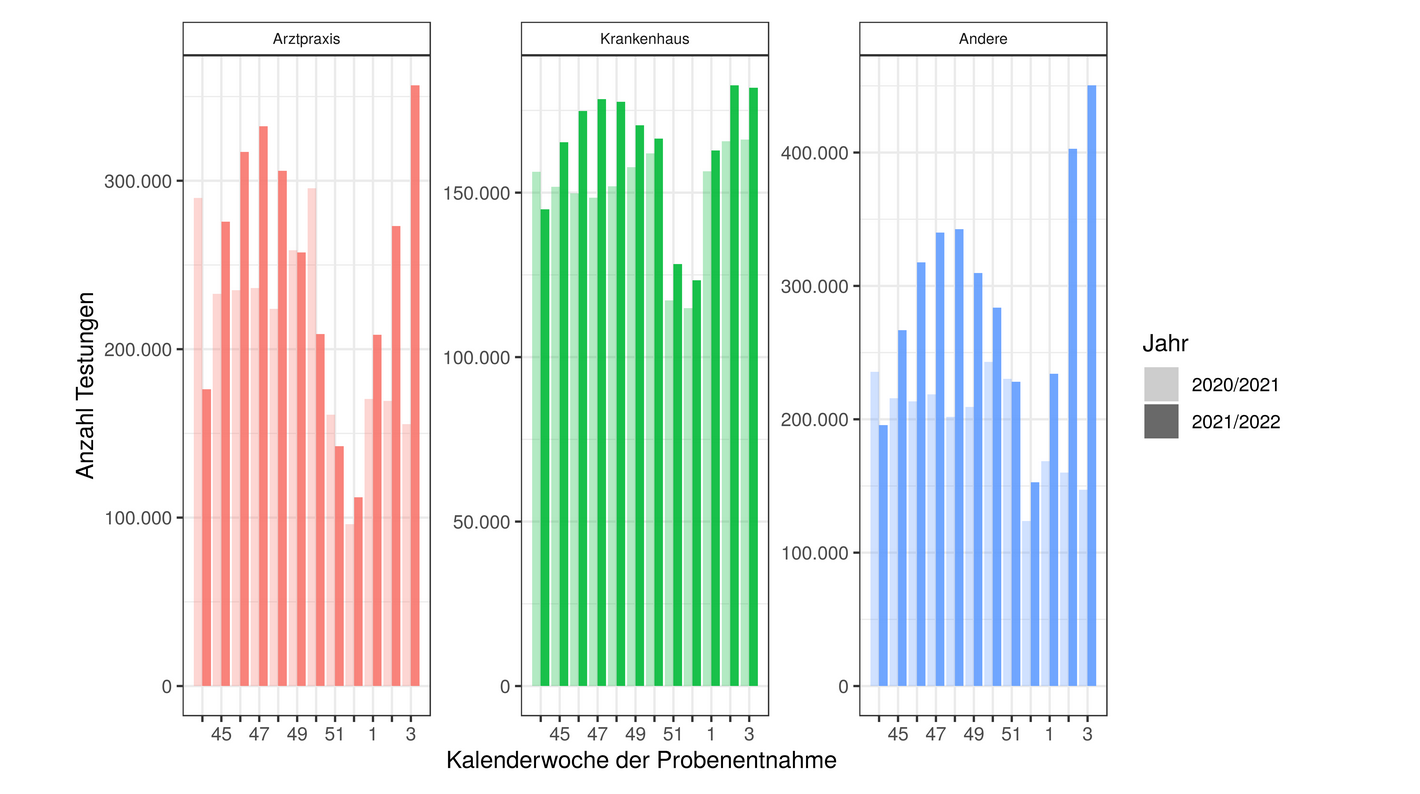 Arztpraxis
Krankenhaus
Andere
Anzahl Testungen
300.000
200.000
100.000
0
150.000
100.000
50.000
0
400.000
300.000
200.000
100.000
0
45 47 49 51 1 3
45 47 49 51 1 3
45 47 49 51 1 3
Kalenderwoche der Probenentnahme
Jahr
2020/2021
2021/2022